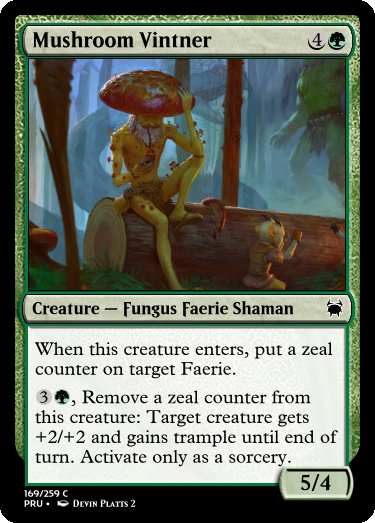 Mushroom Vintner 4
Creature — Fungus Faerie Shaman
When this creature enters, put a zeal
counter on target Faerie.
3, Remove a zeal counter from
this creature: Target creature gets
+2/+2 and gains trample until end of
turn. Activate only as a sorcery.
5/4
169/259 C
PRU • Devin Platts 2